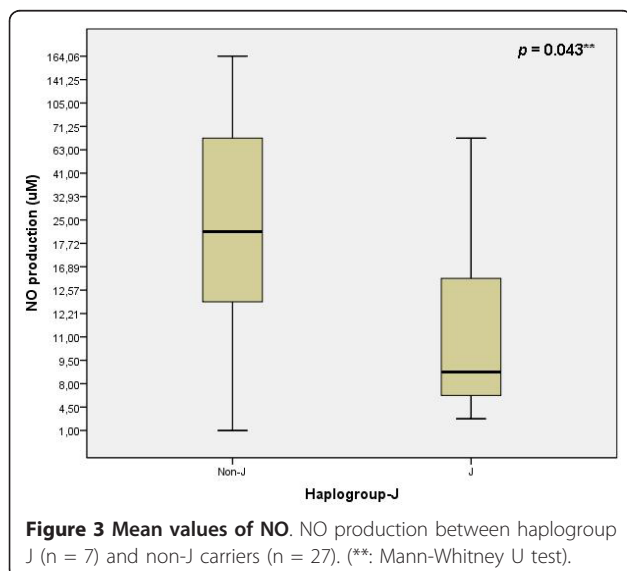 p = 0.043**
164,06
141,25
105,00
71,25
63,00
41,00
32,93
25,00
17,72
16,89
12,57
12,21
11,00
9,50
8,00
4,50
1,00
NO production (uM)
Non-J
J
Haplogroup-J
Figure 3 Mean values of NO. NO production between haplogroup
J (n = 7) and non-J carriers (n = 27). (**: Mann-Whitney U test).